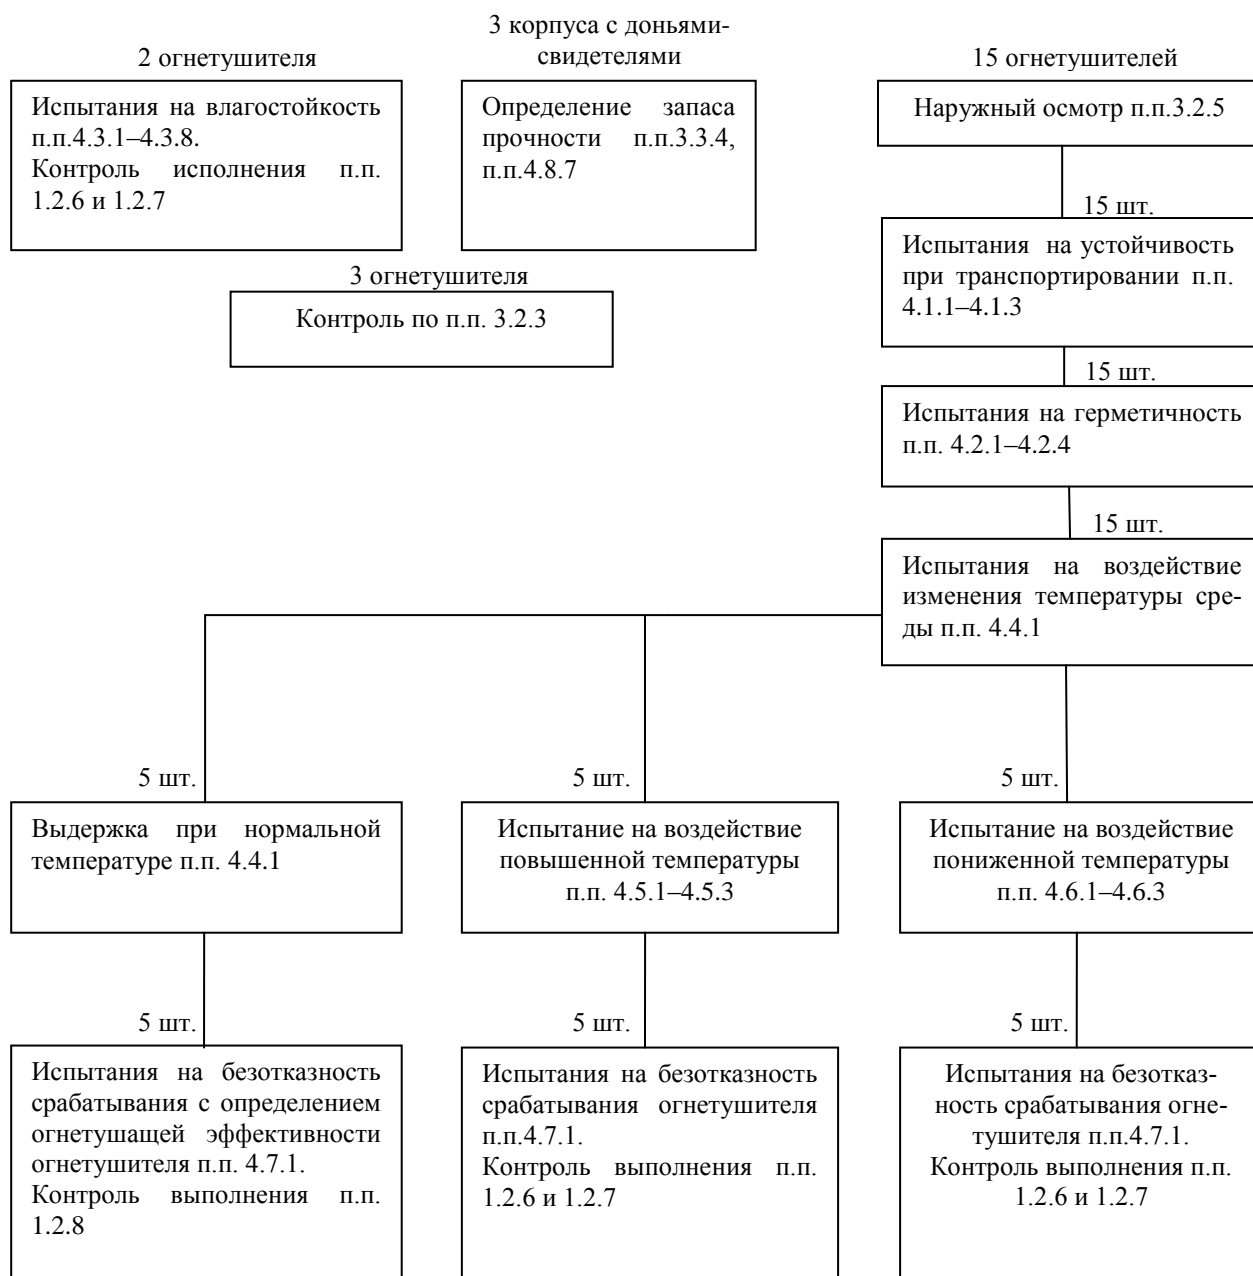 2 огнетушителя
Испытания на влагостойкость
п.п.4.3.1–4.3.8.
Контроль исполнения п.п.
1.2.6 и 1.2.7
3 корпуса с доньями-
свидетелями
Определение запаса
прочности п.п.3.3.4,
п.п.4.8.7
15 огнетушителей
Наружный осмотр п.п.3.2.5
3 огнетушителя
Контроль по п.п. 3.2.3
15 шт.
Испытания на устойчивость
при транспортировании п.п.
4.1.1–4.1.3
15 шт.
Испытания на герметичность
п.п. 4.2.1–4.2.4
15 шт.
Испытания на воздействие
изменения температуры сре-
ды п.п. 4.4.1
5 шт.
Выдержка при нормальной
температуре п.п. 4.4.1
5 шт.
Испытание на воздействие
повышенной температуры
п.п. 4.5.1–4.5.3
5 шт.
Испытание на воздействие
пониженной температуры
п.п. 4.6.1–4.6.3
5 шт.
Испытания на безотказность
срабатывания с определением
огнетушащей эффективности
огнетушителя п.п. 4.7.1.
Контроль выполнения п.п.
1.2.8
5 шт.
Испытания на безотказность
срабатывания огнетушителя
п.п.4.7.1.
Контроль выполнения п.п.
1.2.6 и 1.2.7
5 шт.
Испытания на безотказ-
ность срабатывания огне-
тушителя п.п.4.7.1.
Контроль выполнения п.п.
1.2.6 и 1.2.7